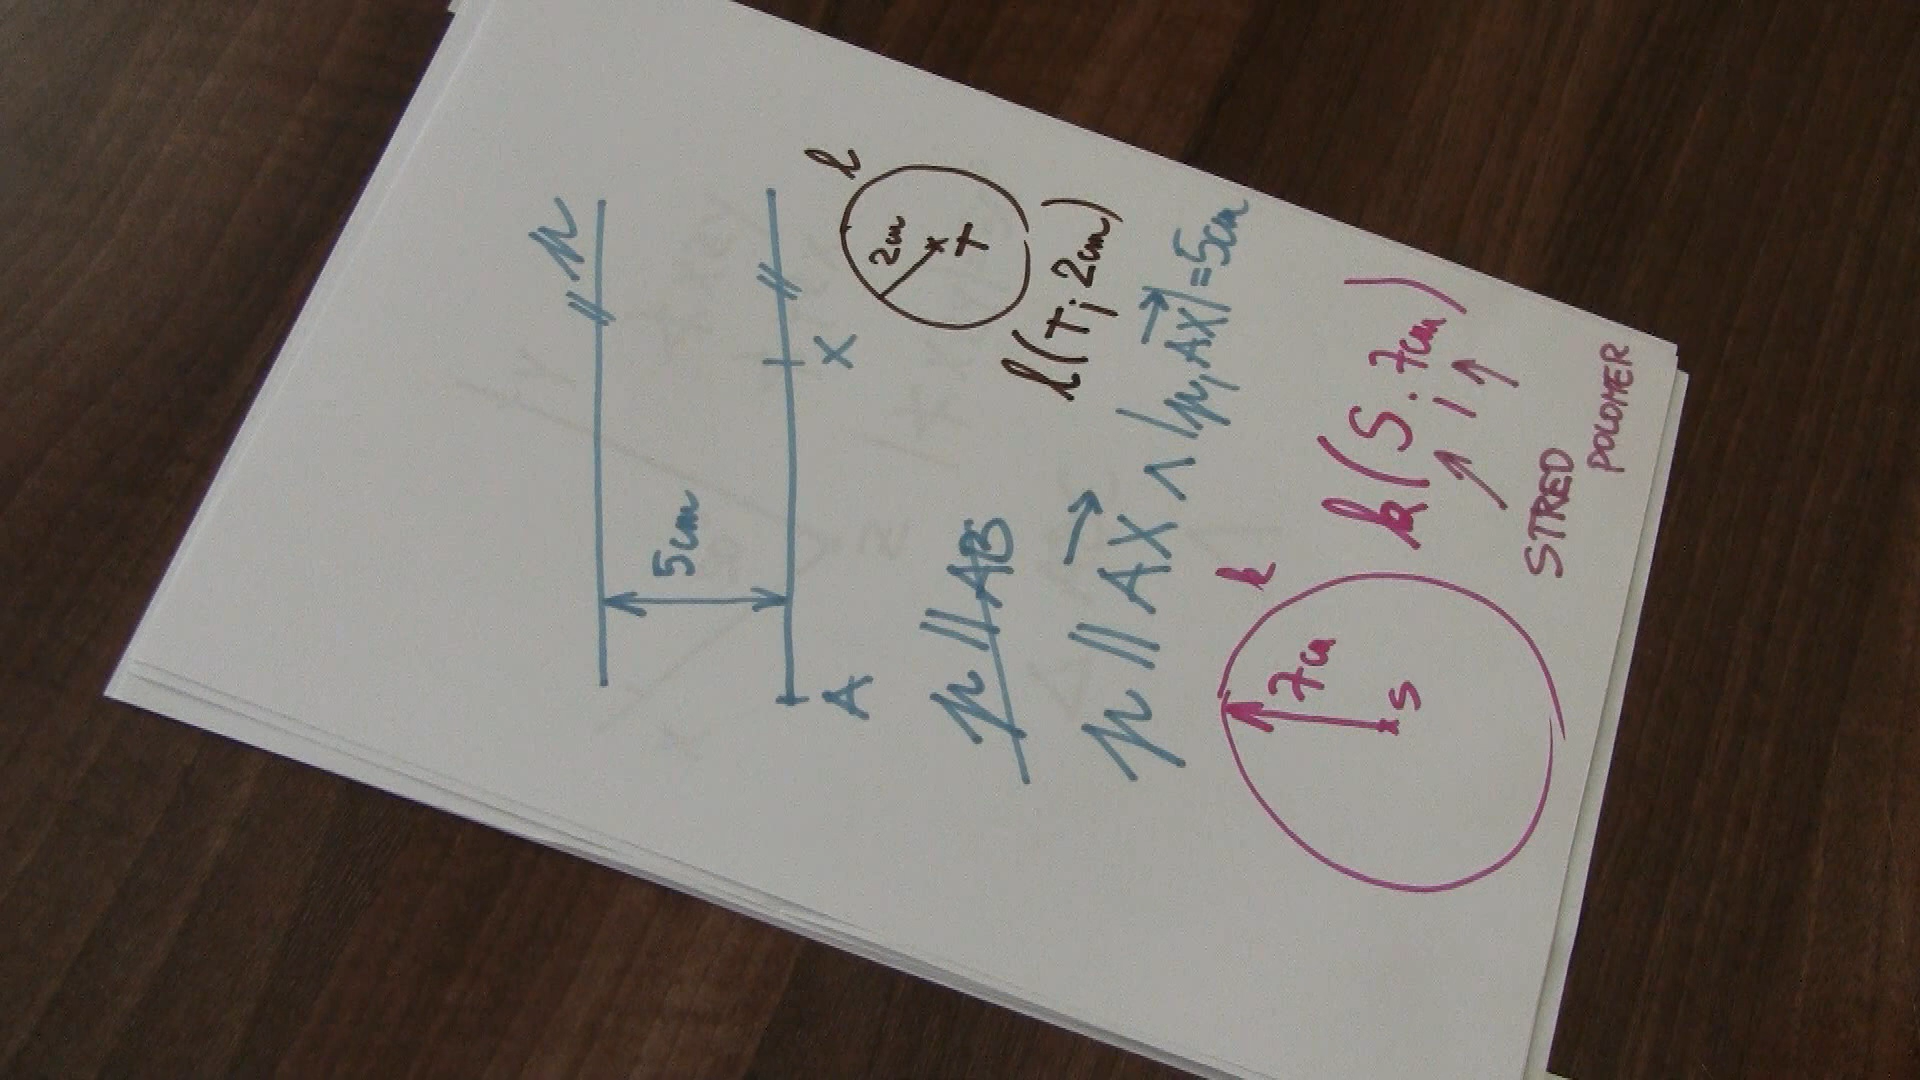 p
5cm
A X
p || AB
l
2cm
T
l(T; 2cm)
p || AX ∧ |p, AX| = 5cm
k
7cm
S
k(S; 7cm)
STRED POLOMER